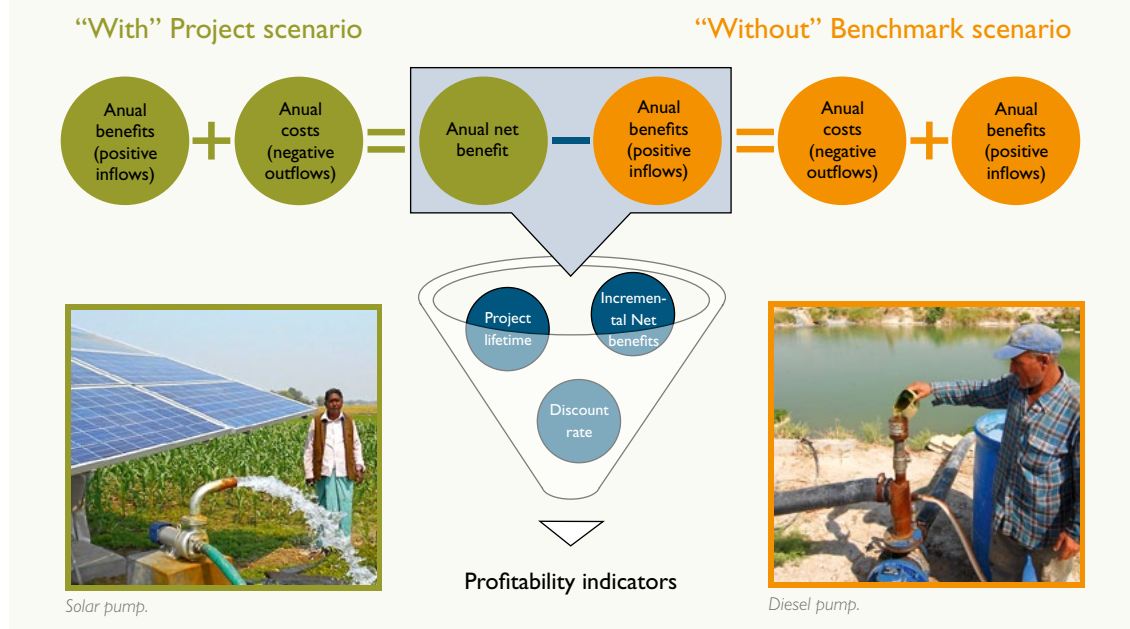 “With” Project scenario
“Without” Benchmark scenario
Anual
benefits
(positive
inflows)
+
Anual
costs
(negative
outflows)
=
Anual net
benefit
–
Anual
benefits
(positive
inflows)
=
Anual
costs
(negative
outflows)
+
Anual
benefits
(positive
inflows)
Project
lifetime
Incremen-
tal Net
benefits
Discount
rate
Profitability indicators
Solar pump.
Diesel pump.